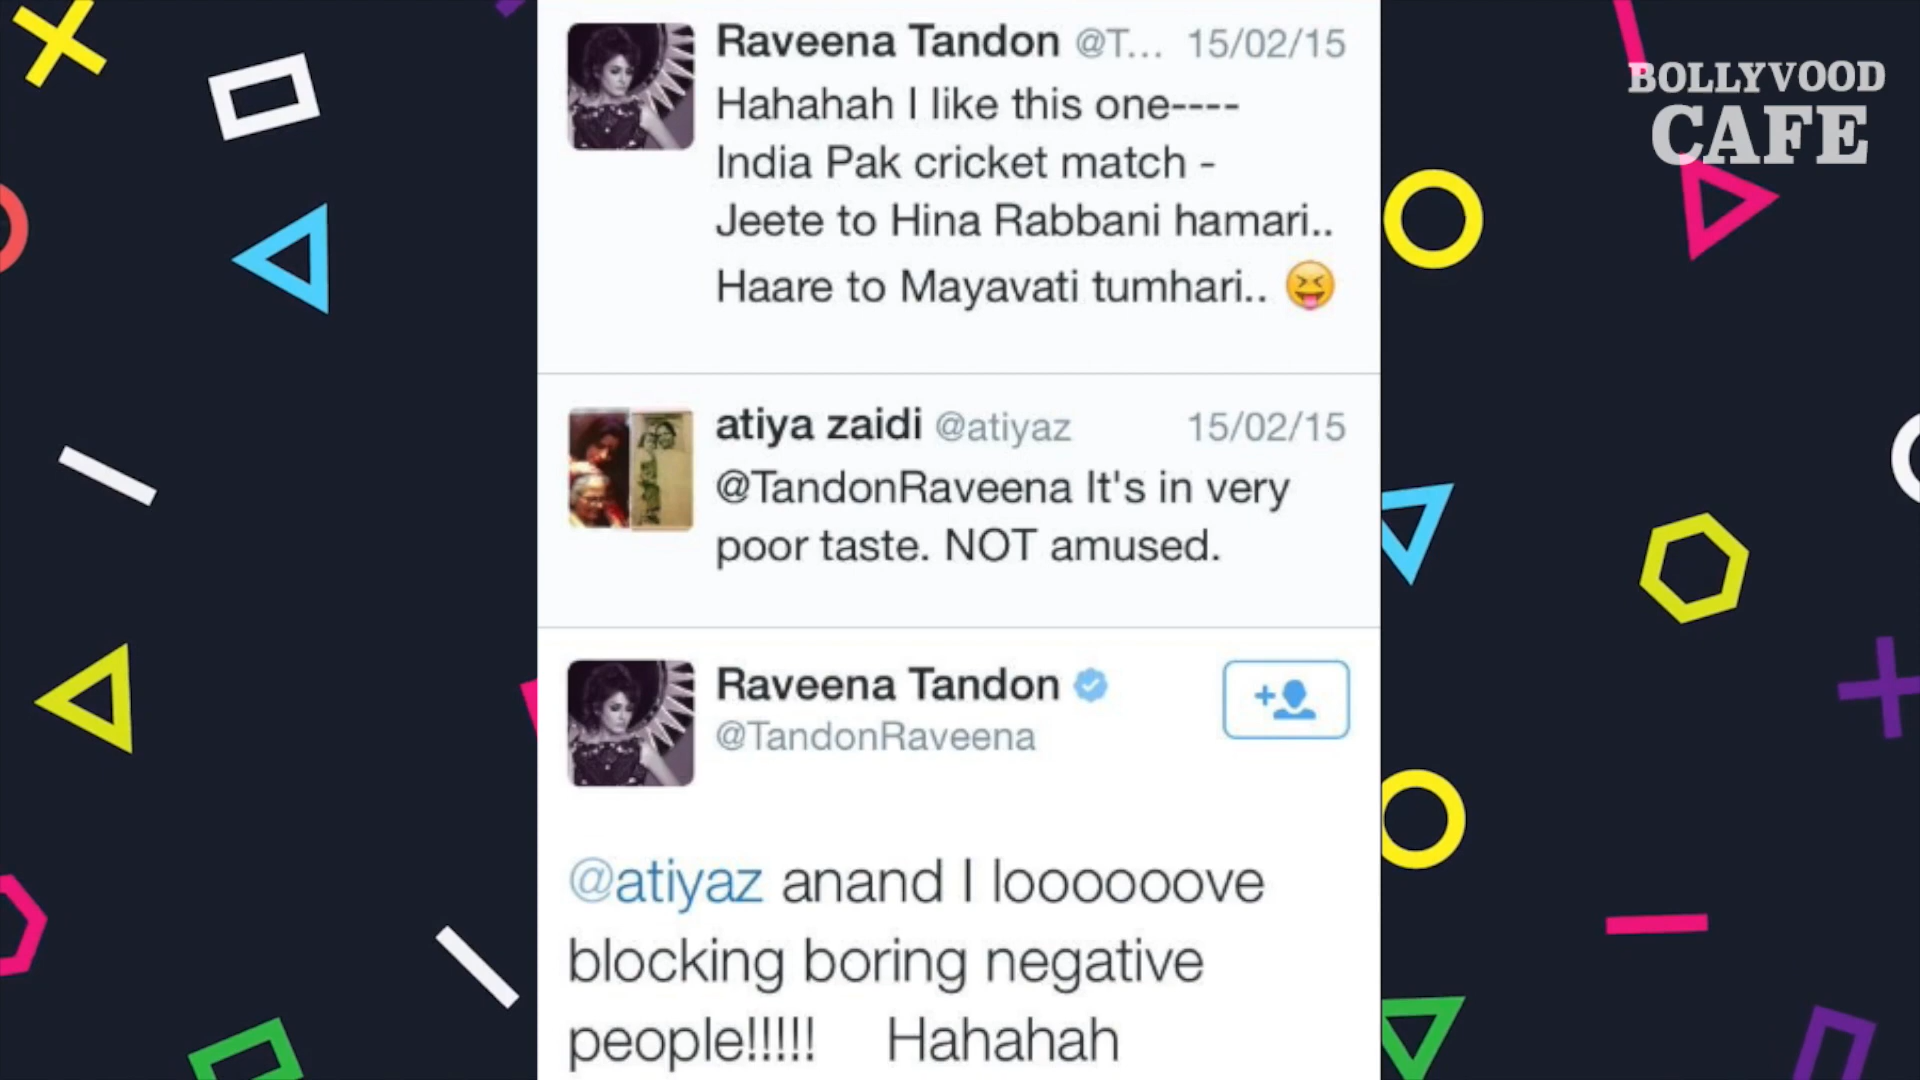 Raveena Tandon @T... 15/02/15
Hahahah I like this one----
India Pak cricket match -
Jeete to Hina Rabbani hamari..
Haare to Mayavati tumhari.. 😝
atiya zaidi @atiyaz 15/02/15
@TandonRaveena It's in very
poor taste. NOT amused.
Raveena Tandon
@TandonRaveena
@atiyaz anand I looooooove
blocking boring negative
people!!!!! Hahahah
BOLLYVOOD
CAFE